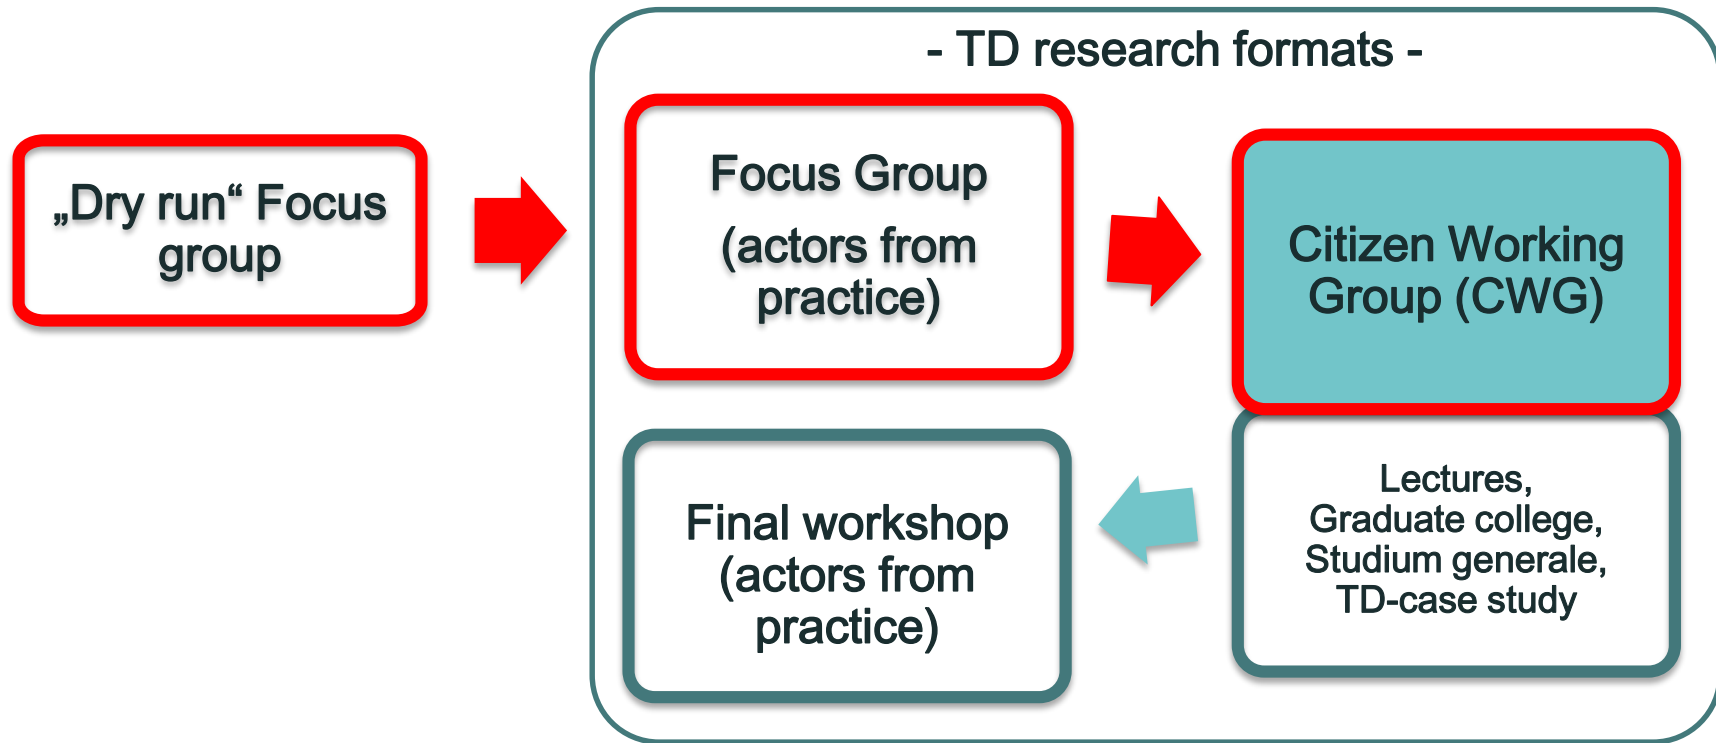 - TD research formats -
„Dry run“ Focus
group
Focus Group
(actors from
practice)
Citizen Working
Group (CWG)
Lectures,
Graduate college,
Studium generale,
TD-case study
Final workshop
(actors from
practice)